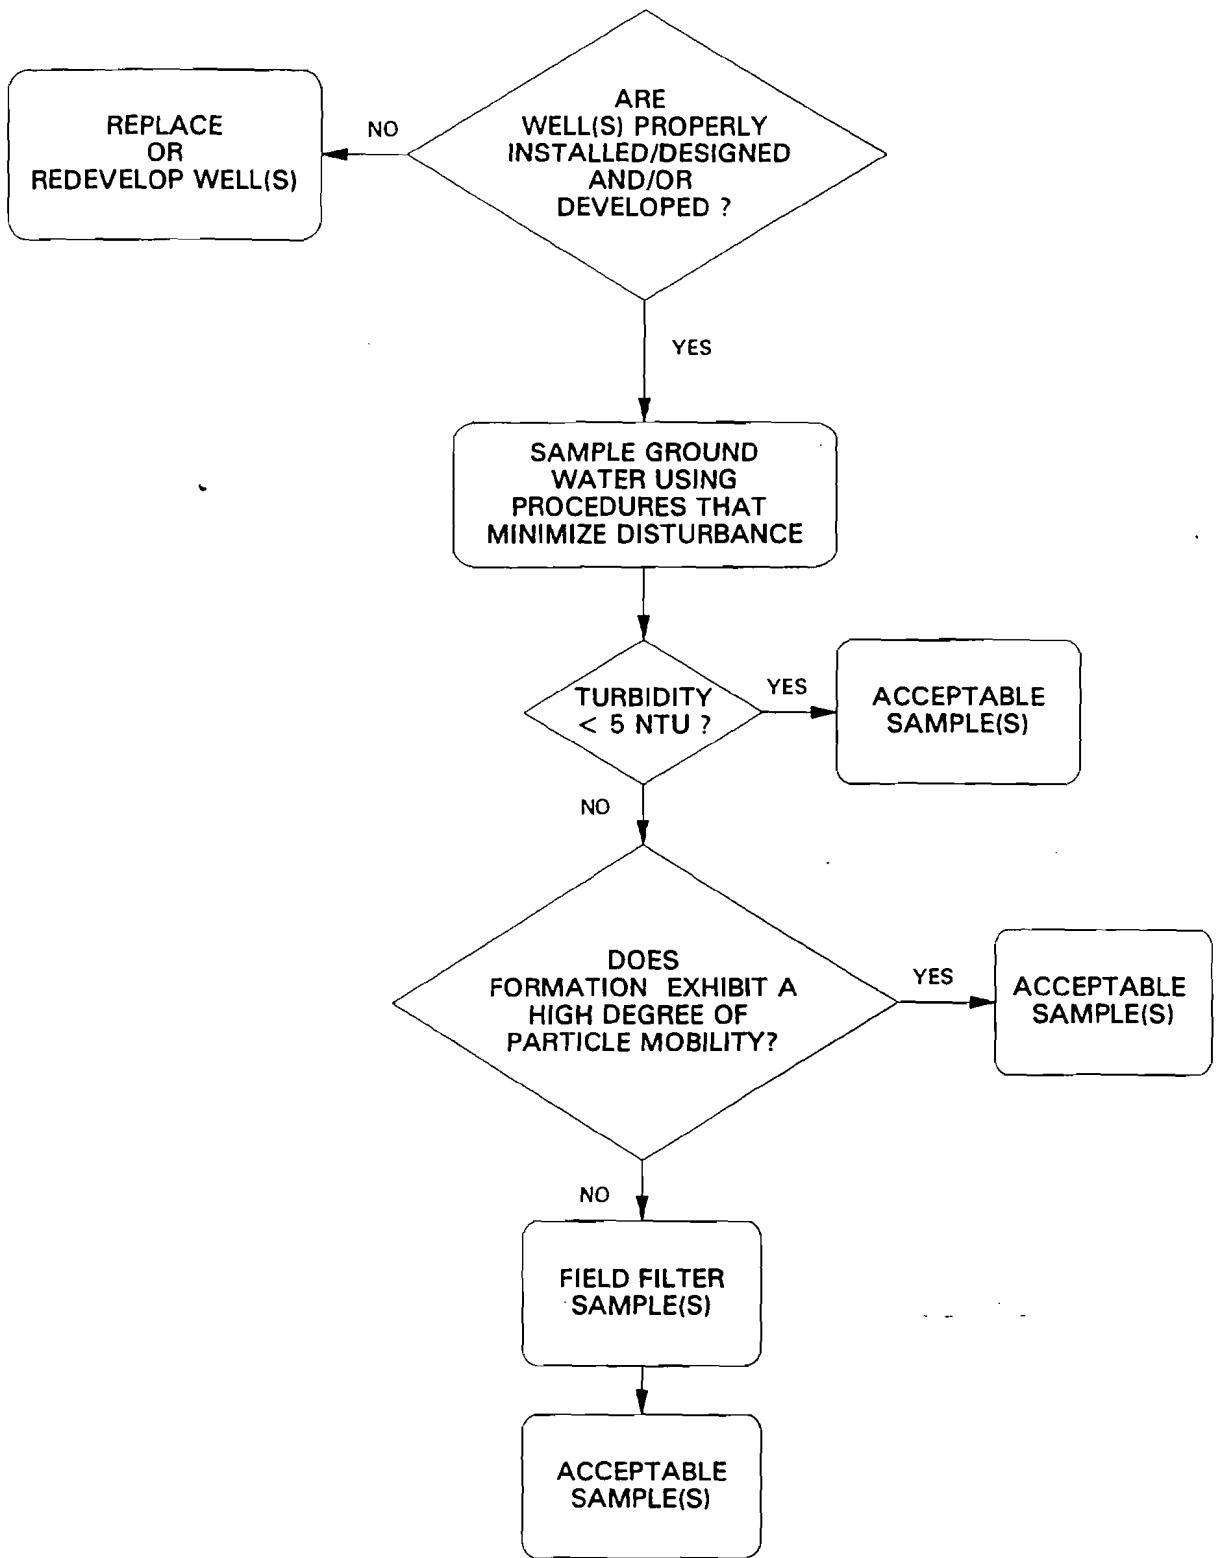 ARE
WELL(S) PROPERLY
INSTALLED/DESIGNED
AND/OR
DEVELOPED ?
NO
REPLACE
OR
REDEVELOP WELL(S)
YES
SAMPLE GROUND
WATER USING
PROCEDURES THAT
MINIMIZE DISTURBANCE
TURBIDITY
< 5 NTU ?
YES
ACCEPTABLE
SAMPLE(S)
NO
DOES
FORMATION EXHIBIT A
HIGH DEGREE OF
PARTICLE MOBILITY?
YES
ACCEPTABLE
SAMPLE(S)
NO
FIELD FILTER
SAMPLE(S)
ACCEPTABLE
SAMPLE(S)